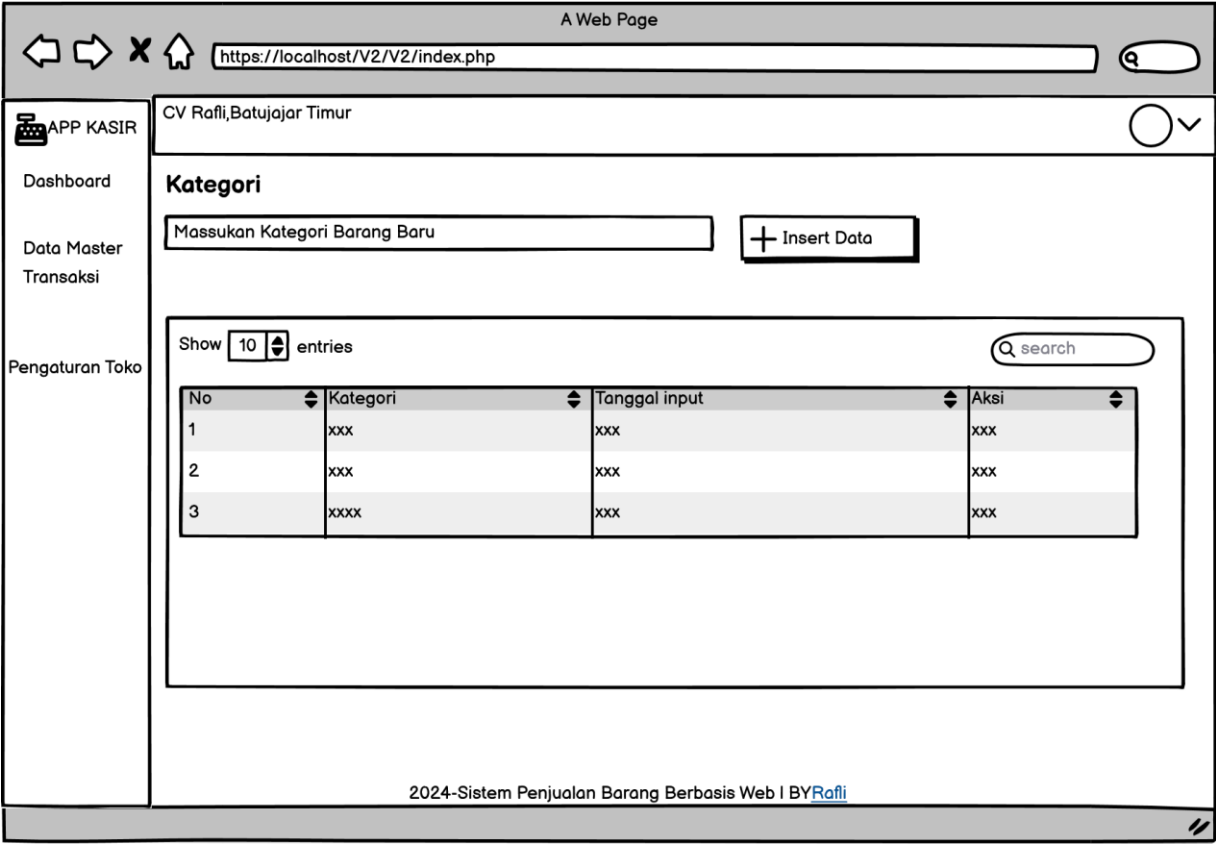 A Web Page
https://localhost/V2/V2/index.php
APP KASIR
Dashboard
Data Master
Transaksi
Pengaturan Toko
CV Rafli,Batujajar Timur
Kategori
Massukan Kategori Barang Baru
Insert Data
Show 10 entries
search
No Kategori Tanggal input Aksi
1 xxx xxx xxx
2 xxx xxx xxx
3 xxxx xxx xxx
2024-Sistem Penjualan Barang Berbasis Web I BYRafli